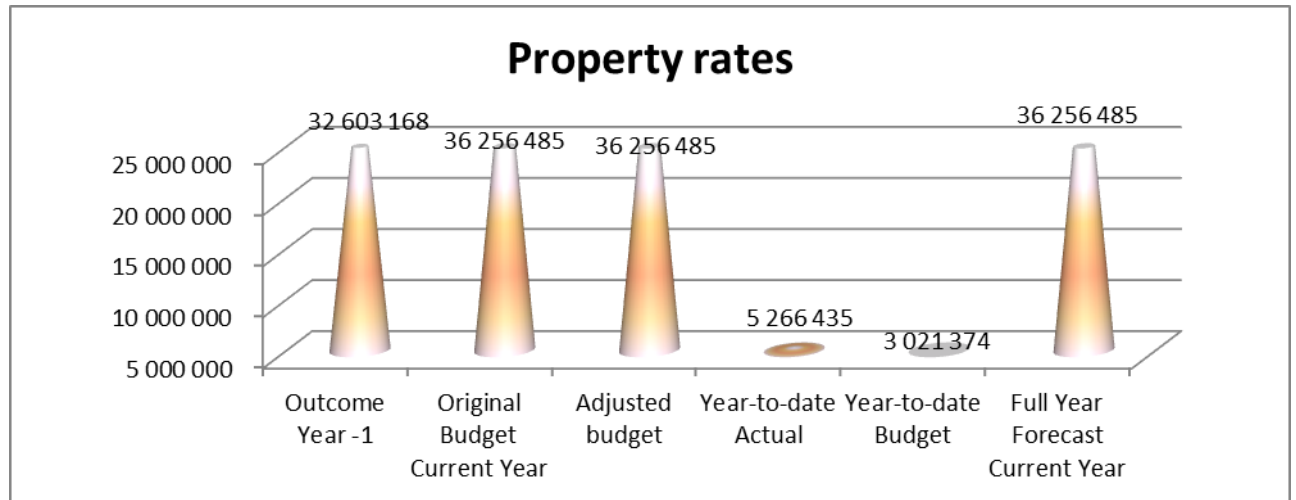 Property rates
32 603 168
36 256 485
36 256 485
5 266 435
3 021 374
36 256 485
25 000 000
20 000 000
15 000 000
10 000 000
5 000 000
Outcome
Year -1
Original
Budget
Current Year
Adjusted
budget
Year-to-date
Actual
Year-to-date
Budget
Full Year
Forecast
Current Year